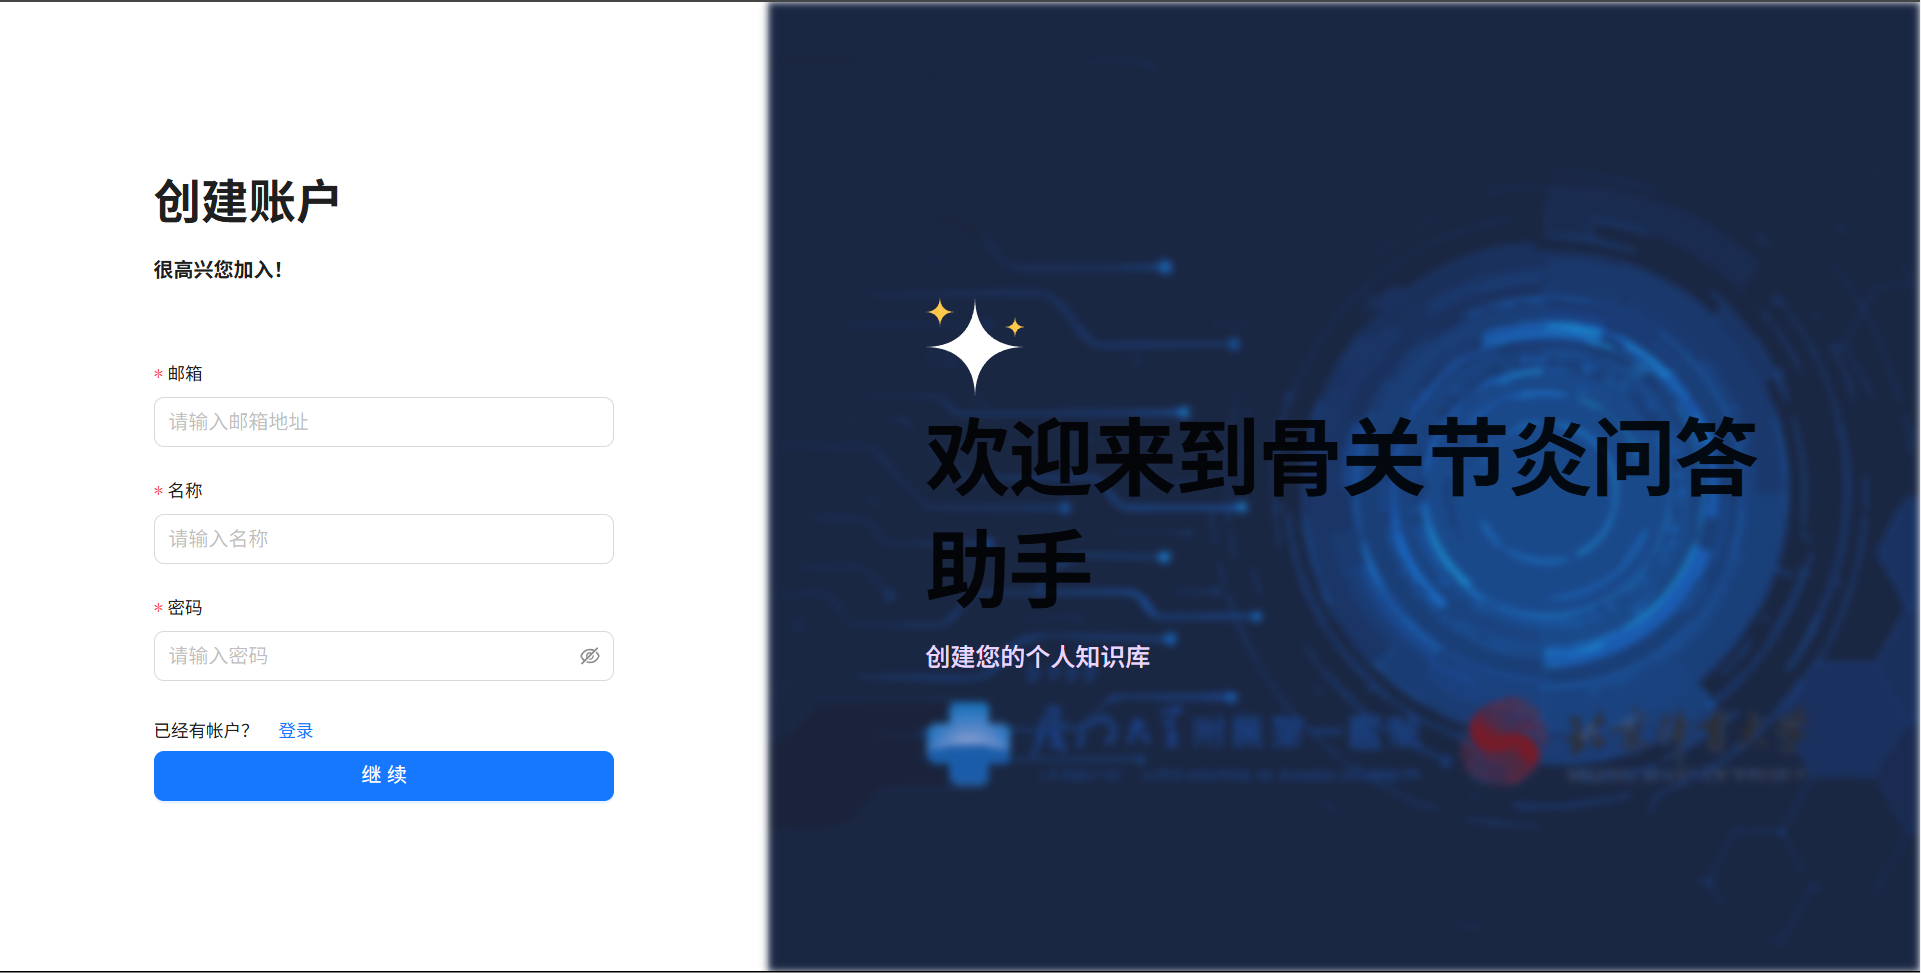 创建账户
很高兴您加入!
* 邮箱
请输入邮箱地址
* 名称
请输入名称
* 密码
请输入密码
已经有帐户? 登录
继 续
欢迎来到骨关节炎问答
助手
创建您的个人知识库